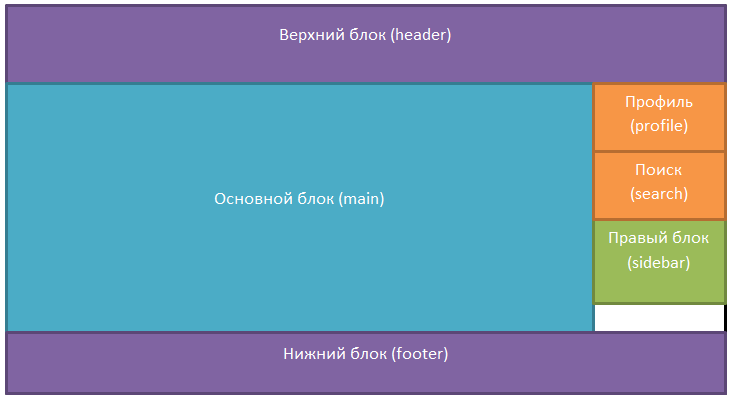 Верхний блок (header)
Основной блок (main)
Профиль
(profile)
Поиск
(search)
Правый блок
(sidebar)
Нижний блок (footer)